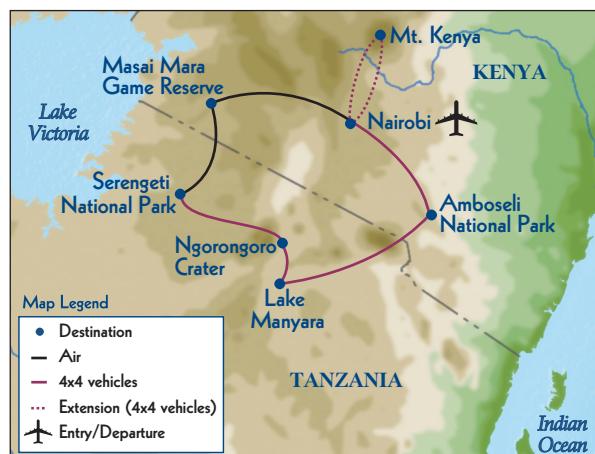 Mt. Kenya
KENYA
Masai Mara
Game Reserve
Lake
Victoria
Nairobi
Serengeti
National Park
Amboseli
National Park
Ngorongoro
Crater
Lake
Manyara
Map Legend
Destination
Air
4x4 vehicles
Extension (4x4 vehicles)
Entry/Departure
TANZANIA
Indian
Ocean